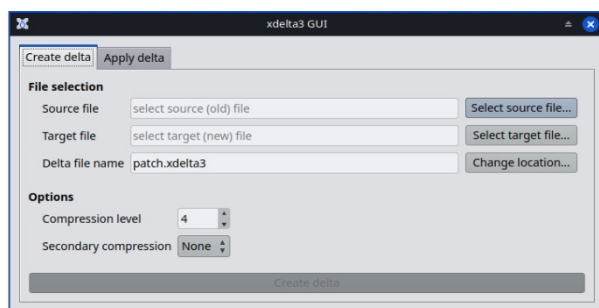 xdelta3 GUI
Create delta Apply delta
File selection
Source file select source (old) file Select source file...
Target file select target (new) file Select target file...
Delta file name patch.xdelta3 Change location...
Options
Compression level 4
Secondary compression None
Create delta